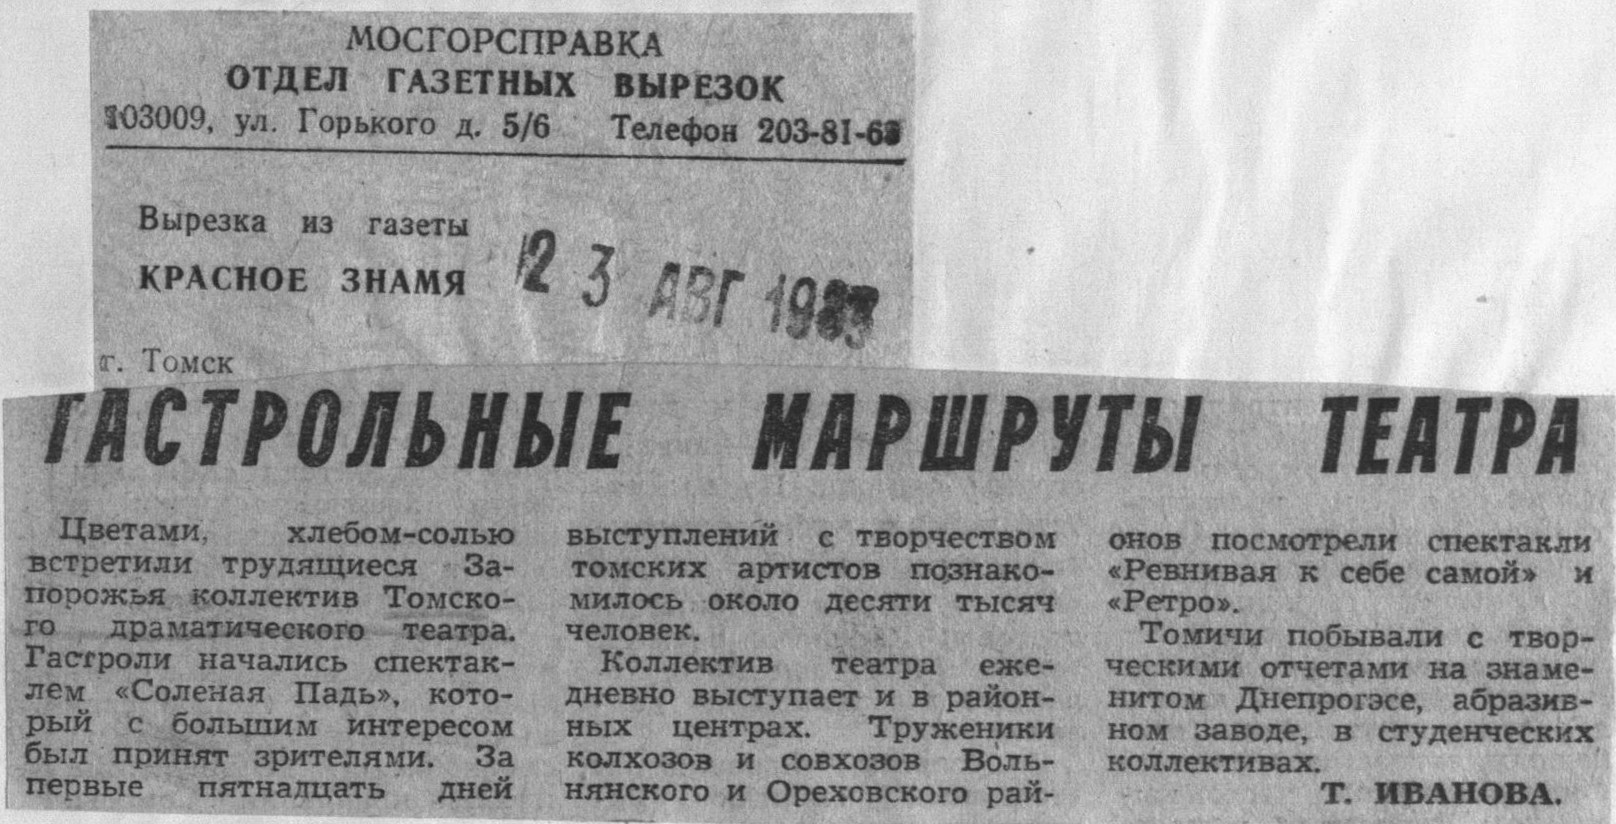 МОСГОРСПРАВКА
ОТДЕЛ ГАЗЕТНЫХ ВЫРЕЗОК
103009, ул. Горького д. 5/6 Телефон 203-81-63
Вырезка из газеты
КРАСНОЕ ЗНАМЯ
23 АВГ 1983
г. Томск
ГАСТРОЛЬНЫЕ МАРШРУТЫ ТЕАТРА
Цветами, хлебом-солью
встретили трудящиеся За-
порожья коллектив Томско-
го драматического театра.
Гастроли начались спектак-
лем «Соленая Падь», кото-
рый с большим интересом
был принят зрителями. За
первые пятнадцать дней
выступлений с творчеством
томских артистов познако-
милось около десяти тысяч
человек.
Коллектив театра еже-
дневно выступает и в район-
ных центрах. Труженики
колхозов и совхозов Воль-
нянского и Ореховского рай-
онов посмотрели спектакли
«Ревнивая к себе самой» и
«Ретро».
Томичи побывали с твор-
ческими отчетами на знаме-
нитом Днепрогэсе, абразив-
ном заводе, в студенческих
коллективах.
Т. ИВАНОВА.